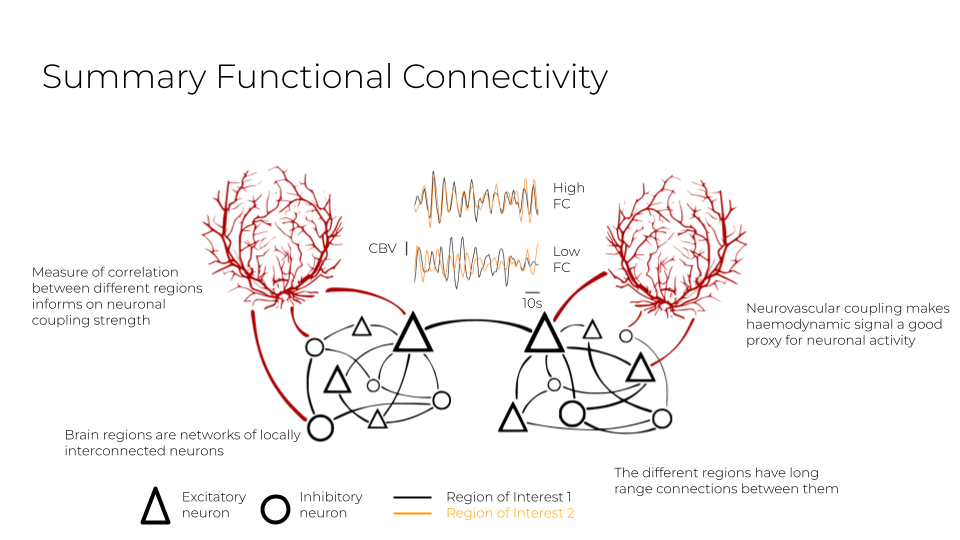 Summary Functional Connectivity
High
FC
CBV
Low
FC
10s
Measure of correlation
between different regions
informs on neuronal
coupling strength
Neurovascular coupling makes
haemodynamic signal a good
proxy for neuronal activity
Brain regions are networks of locally
interconnected neurons
The different regions have long
range connections between them
Excitatory
neuron
Inhibitory
neuron
Region of Interest 1
Region of Interest 2